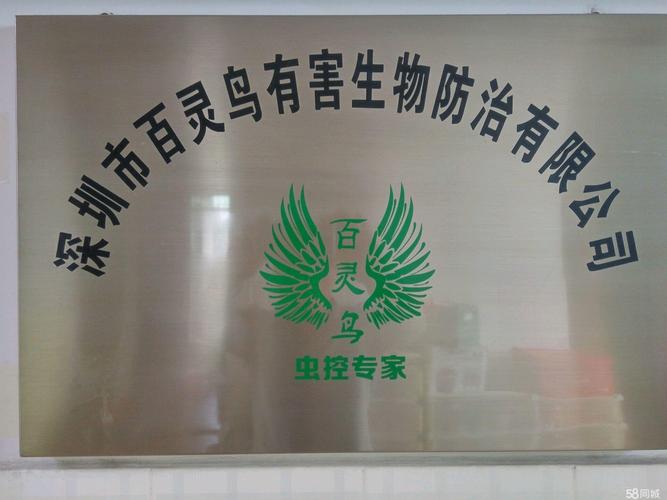 深圳市百灵鸟有害生物防治有限公司
百灵鸟
虫控专家
58同城